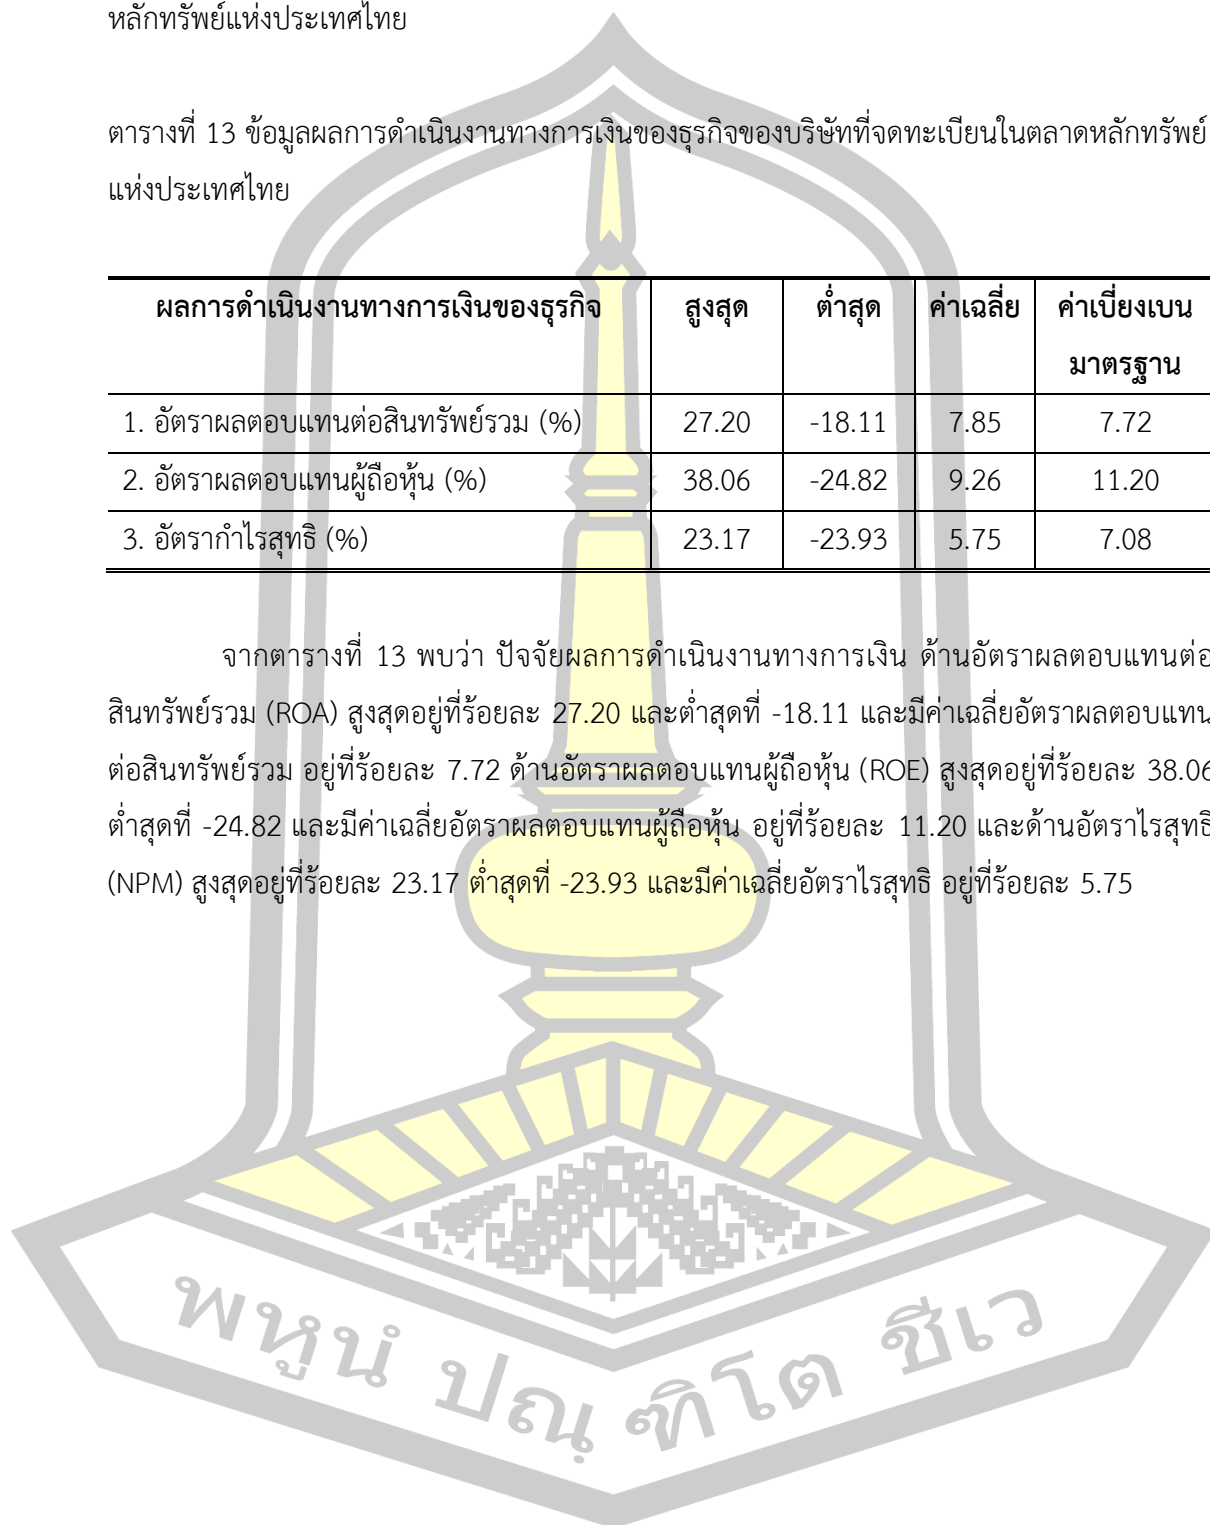 หลักทรัพย์แห่งประเทศไทย
ตารางที่ 13 ข้อมูลผลการดำเนินงานทางการเงินของธุรกิจของบริษัทที่จดทะเบียนในตลาดหลักทรัพย์
แห่งประเทศไทย
ผลการดำเนินงานทางการเงินของธุรกิจ สูงสุด ต่ำสุด ค่าเฉลี่ย ค่าเบี่ยงเบน
มาตรฐาน
1. อัตราผลตอบแทนต่อสินทรัพย์รวม (%) 27.20 -18.11 7.85 7.72
2. อัตราผลตอบแทนผู้ถือหุ้น (%) 38.06 -24.82 9.26 11.20
3. อัตรากำไรสุทธิ (%) 23.17 -23.93 5.75 7.08
จากตารางที่ 13 พบว่า ปัจจัยผลการดำเนินงานทางการเงิน ด้านอัตราผลตอบแทนต่อ
สินทรัพย์รวม (ROA) สูงสุดอยู่ที่ร้อยละ 27.20 และต่ำสุดที่ -18.11 และมีค่าเฉลี่ยอัตราผลตอบแทน
ต่อสินทรัพย์รวม อยู่ที่ร้อยละ 7.72 ด้านอัตราผลตอบแทนผู้ถือหุ้น (ROE) สูงสุดอยู่ที่ร้อยละ 38.06
ต่ำสุดที่ -24.82 และมีค่าเฉลี่ยอัตราผลตอบแทนผู้ถือหุ้น อยู่ที่ร้อยละ 11.20 และด้านอัตราไรสุทธิ
(NPM) สูงสุดอยู่ที่ร้อยละ 23.17 ต่ำสุดที่ -23.93 และมีค่าเฉลี่ยอัตราไรสุทธิ อยู่ที่ร้อยละ 5.75
พหูนํ ปณฺฑิโต ชีเว